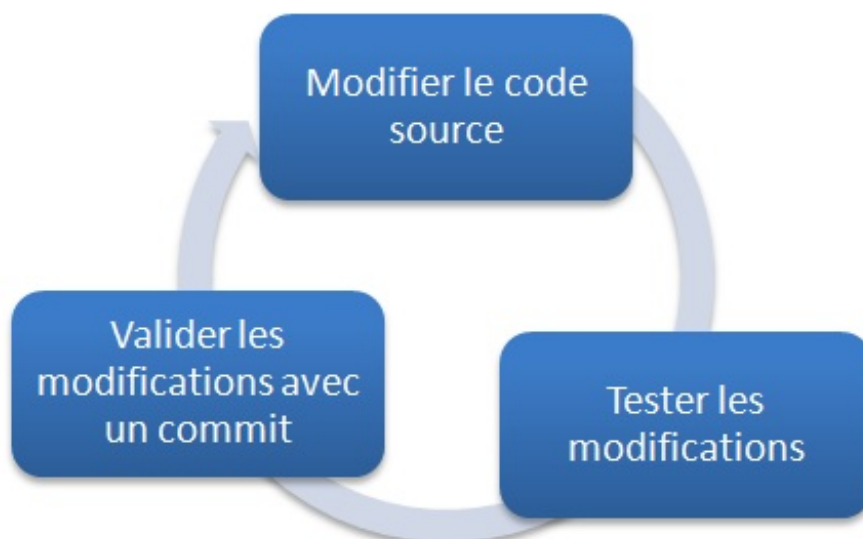 Modifier le code
source
Valider les
modifications avec
un commit
Tester les
modifications